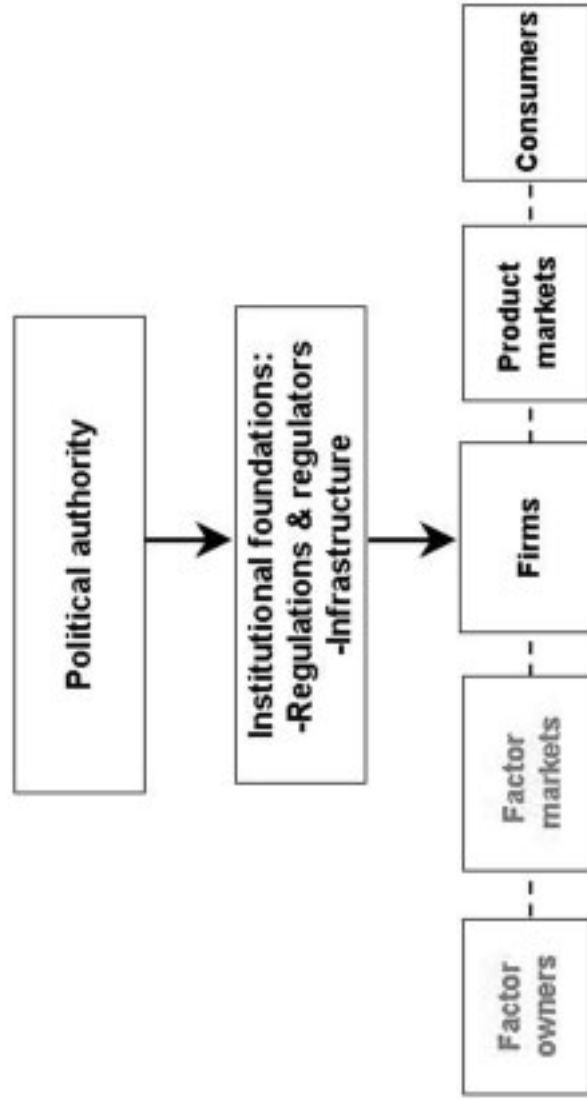 Political authority
Institutional foundations:
-Regulations & regulators
-Infrastructure
Factor
owners
Factor
markets
Firms
Product
markets
Consumers